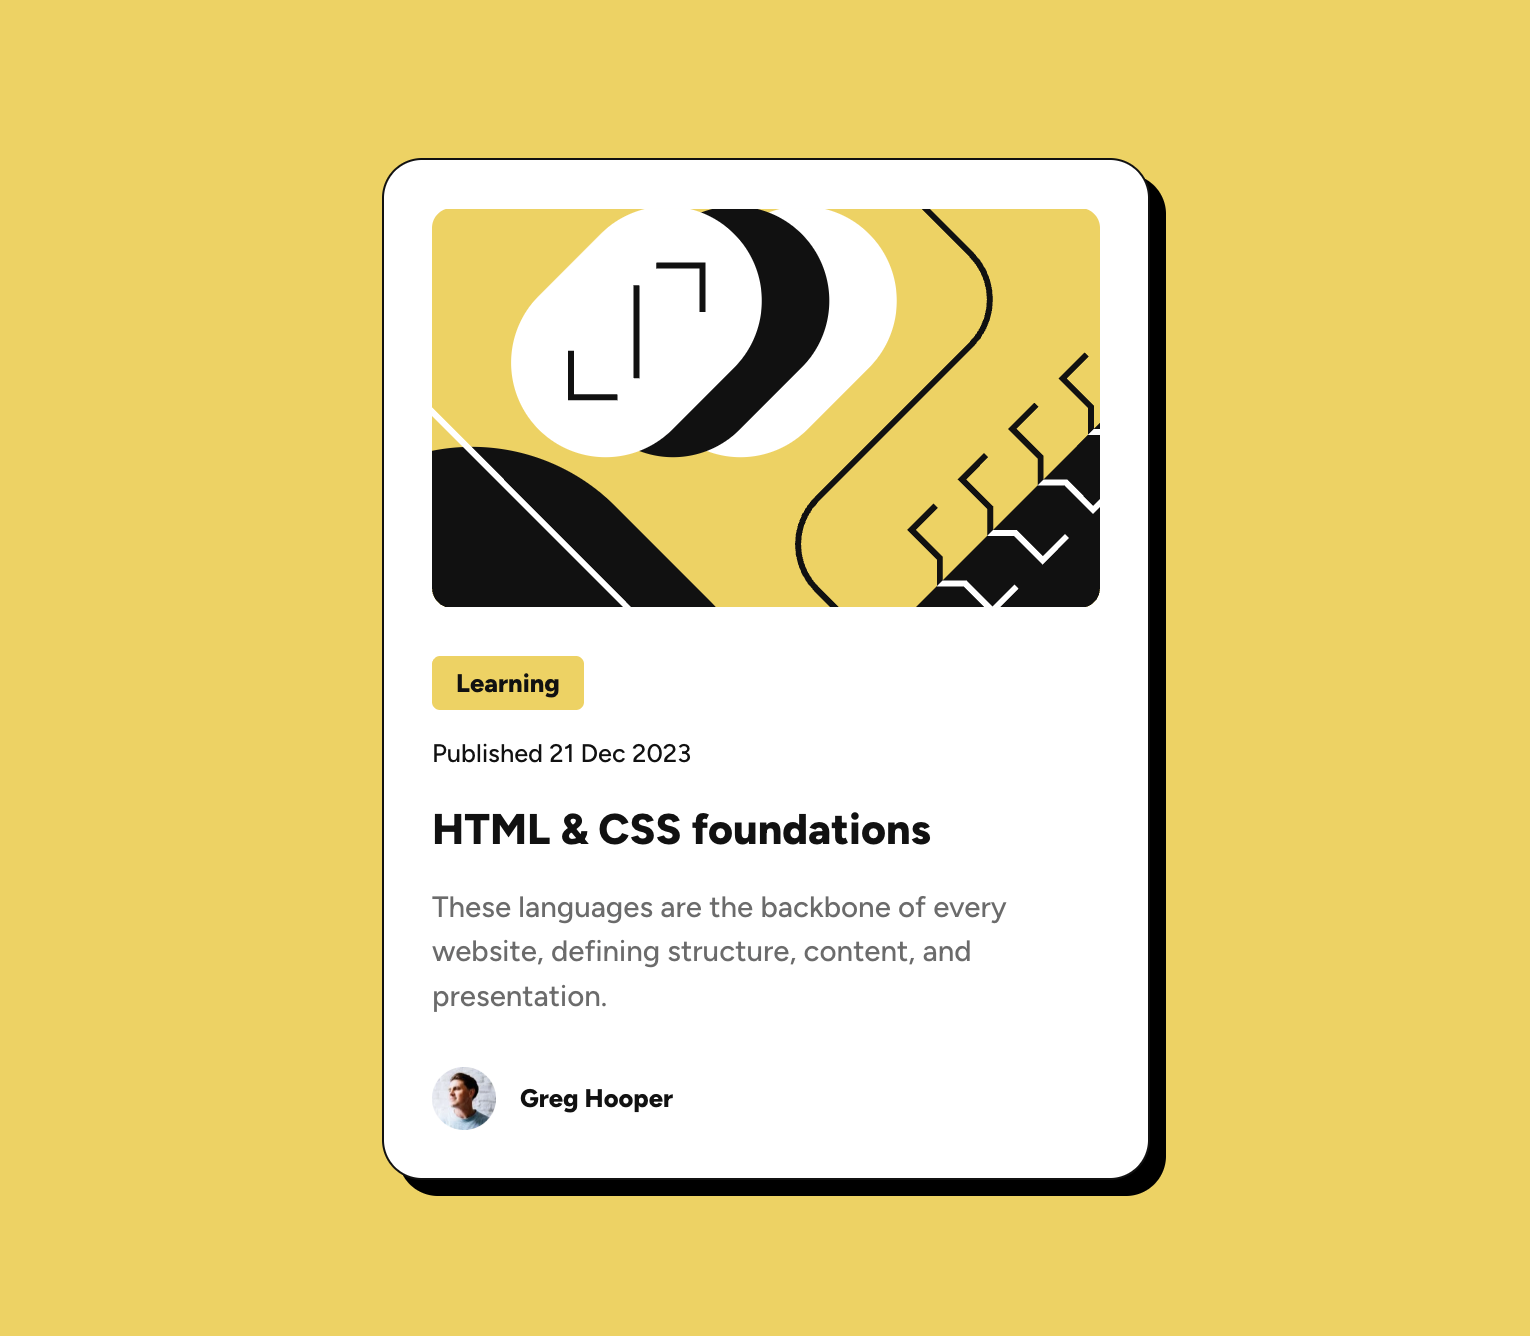 Learning
Published 21 Dec 2023
HTML & CSS foundations
These languages are the backbone of every
website, defining structure, content, and
presentation.
Greg Hooper